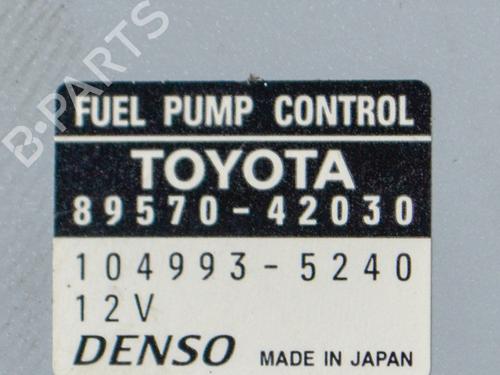 B-PARTS
FUEL PUMP CONTROL
TOYOTA
89570-42030
104993-5240
12V
DENSO MADE IN JAPAN